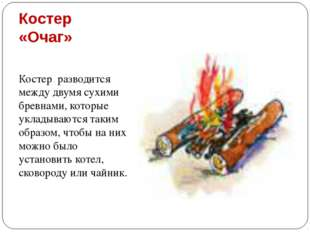 Костер
«Очаг»
Костер разводится
между двумя сухими
бревнами, которые
укладываются таким
образом, чтобы на них
можно было
установить котел,
сковороду или чайник.